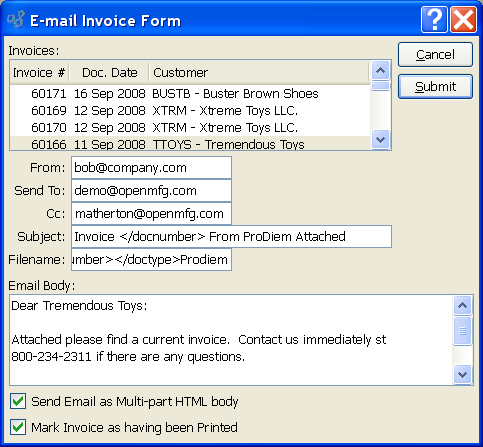 E-mail Invoice Form
Invoices:
Cancel
Invoice # Doc. Date Customer
60171 16 Sep 2008 BUSTB - Buster Brown Shoes
Submit
60169 12 Sep 2008 XTRM - Xtreme Toys LLC.
60170 12 Sep 2008 XTRM - Xtreme Toys LLC.
60166 11 Sep 2008 TTOYS - Tremendous Toys
From: bob@company.com
Send To: demo@openmfg.com
Cc: matherton@openmfg.com
Subject: Invoice </docnumber> From ProDiem Attached
Filename: umber></doctype>Prodiem
Email Body:
Dear Tremendous Toys:
Attached please find a current invoice. Contact us immediately st
800-234-2311 if there are any questions.
Send Email as Multi-part HTML body
Mark Invoice as having been Printed